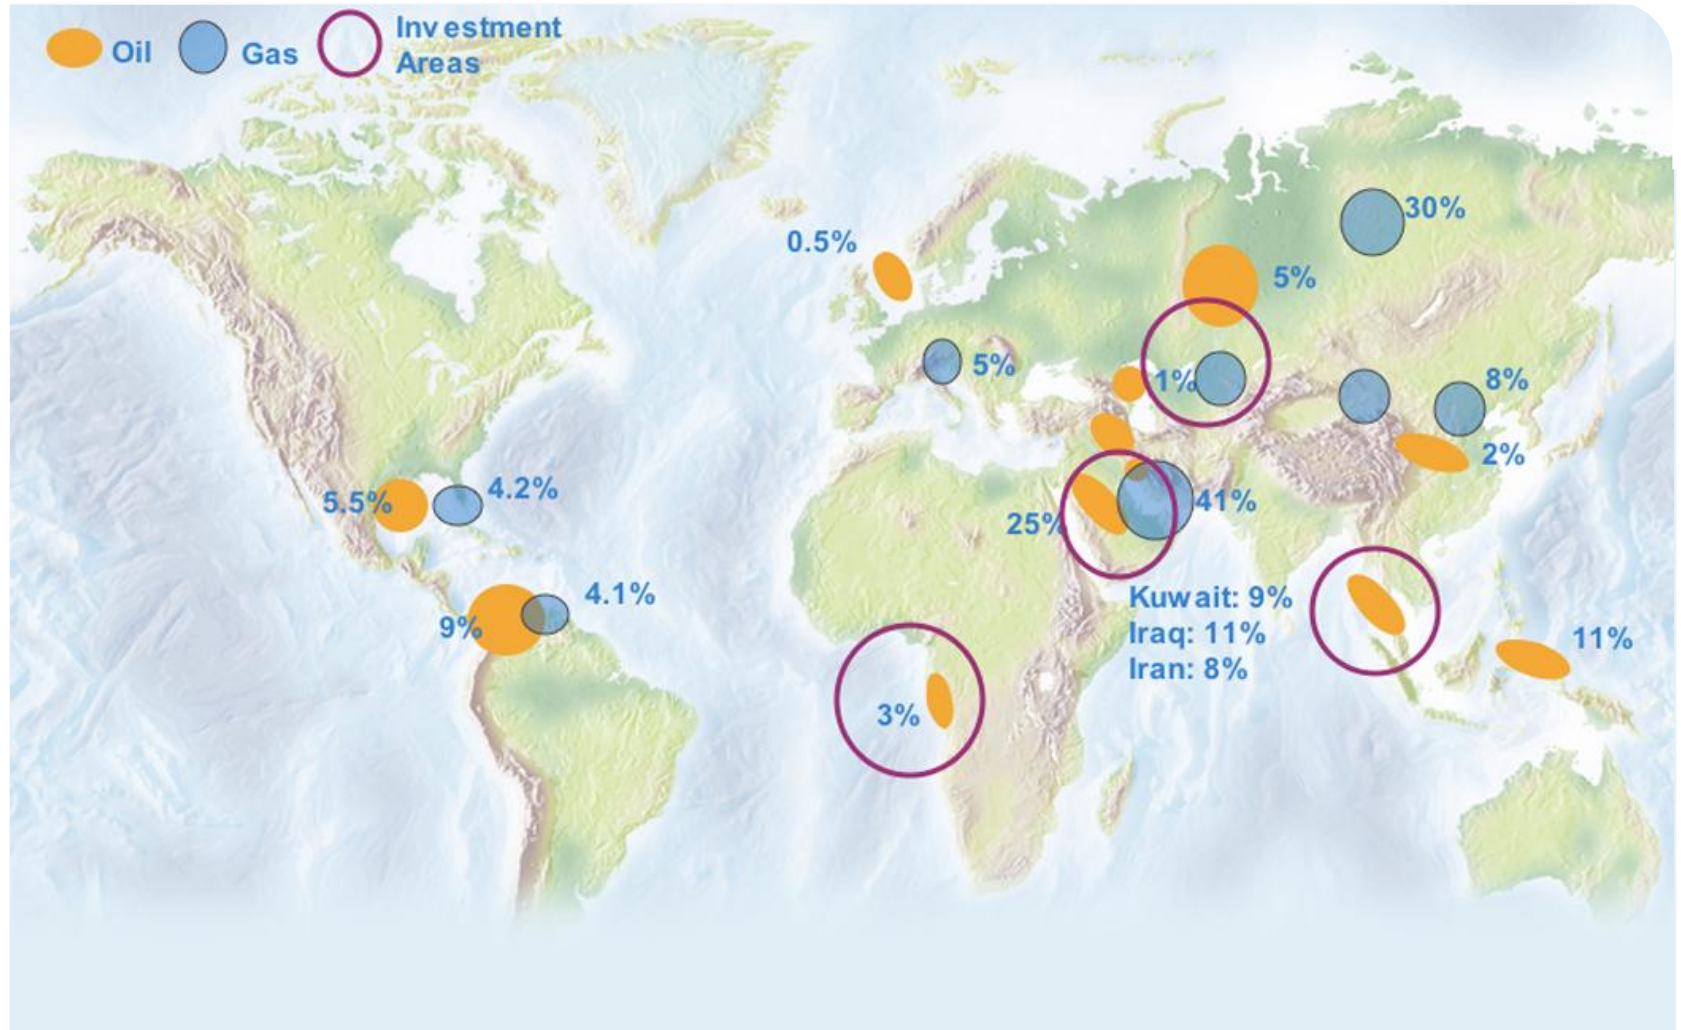 Oil
Gas
Investment
Areas
30%
0.5%
5%
5%
1%
8%
2%
5.5%
4.2%
25%
41%
4.1%
9%
Kuwait: 9%
Iraq: 11%
Iran: 8%
11%
3%